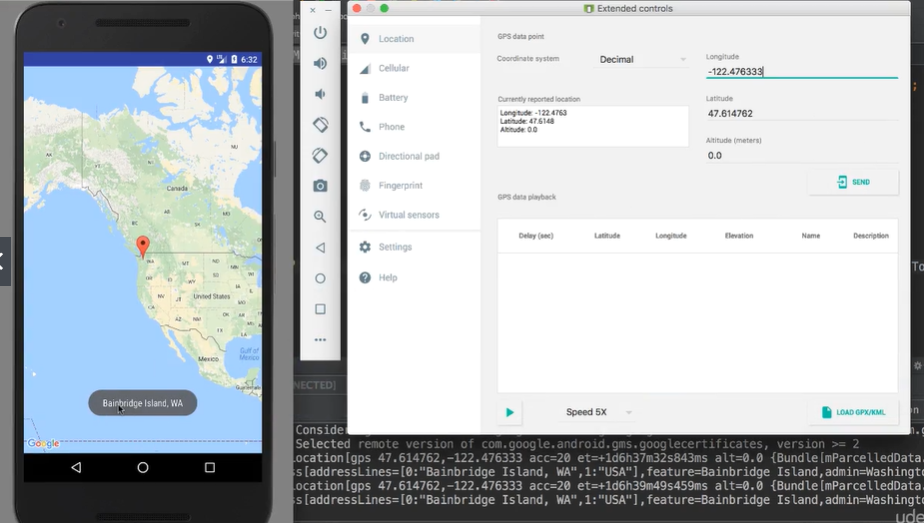 6:32
Canada
United States
Mexico
Gulf of Mexico
Bainbridge Island, WA
Google
Extended controls
Location
Cellular
Battery
Phone
Directional pad
Fingerprint
Virtual sensors
Settings
Help
GPS data point
Coordinate system
Decimal
Longitude
-122.476333
Currently reported location
Longitude: -122.4763
Latitude: 47.6148
Altitude: 0.0
Latitude
47.614762
Altitude (meters)
0.0
SEND
GPS data playback
Delay (sec) Latitude Longitude Elevation Name Description
Speed 5X
LOAD GPX/KML
NECTED]
Selected remote version of com.google.android.gms.googlecertificates, version >= 2
ocation[gps 47.614762,-122.476333 acc=20 et=+1d6h37m32s843ms alt=0.0 {Bundle[mParcelledData.
ss[addressLines=[0:"Bainbridge Island, WA",1:"USA"],feature=Bainbridge Island,admin=Washingto
ocation[gps 47.614762,-122.476333 acc=20 et=+1d6h39m49s459ms alt=0.0 {Bundle[mParcelledData.
ss[addressLines=[0:"Bainbridge Island, WA",1:"USA"],feature=Bainbridge Island,admin=Washingto